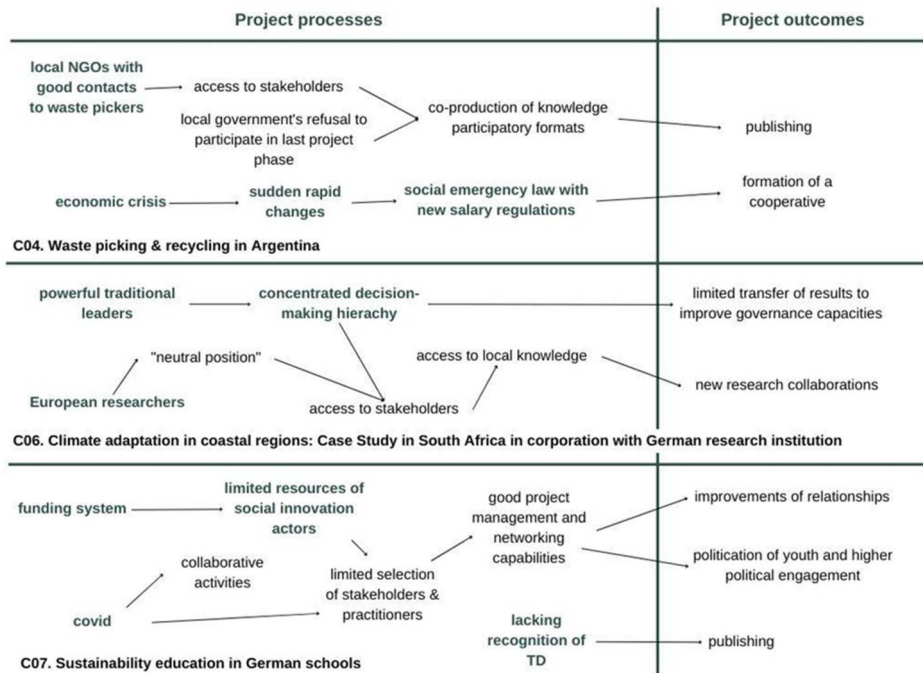 Project processes
Project outcomes
local NGOs with
good contacts
to waste pickers
access to stakeholders
local government's refusal to
participate in last project
phase
co-production of knowledge
participatory formats
publishing
economic crisis
sudden rapid
changes
social emergency law with
new salary regulations
formation of a
cooperative
C04. Waste picking & recycling in Argentina
powerful traditional
leaders
concentrated decision-
making hierachy
limited transfer of results to
improve governance capacities
"neutral position"
access to local knowledge
European researchers
access to stakeholders
new research collaborations
C06. Climate adaptation in coastal regions: Case Study in South Africa in corporation with German research institution
funding system
limited resources of
social innovation
actors
good project
management and
networking
capabilities
improvements of relationships
collaborative
activities
limited selection
of stakeholders &
practitioners
politication of youth and higher
political engagement
covid
lacking
recognition of
TD
publishing
C07. Sustainability education in German schools